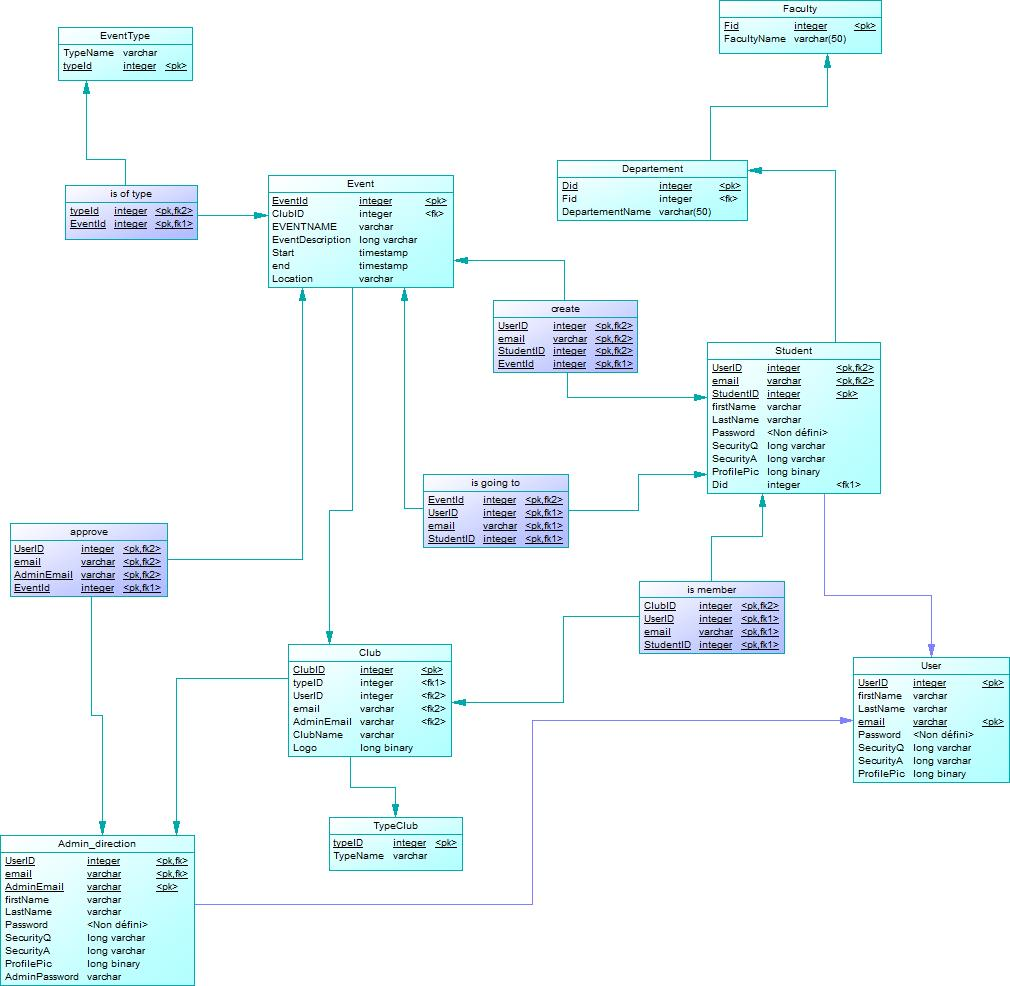 Faculty
Fid integer <pk>
FacultyName varchar(50)
EventType
TypeName varchar
typeId integer <pk>
Departement
Did integer <pk>
Fid integer <fk>
DepartementName varchar(50)
is of type
typeId integer <pk,fk2>
EventId integer <pk,fk1>
Event
EventId integer <pk>
ClubID integer <fk>
EVENTNAME varchar
EventDescription long varchar
Start timestamp
end timestamp
Location varchar
create
UserID integer <pk,fk2>
email varchar <pk,fk2>
StudentID integer <pk,fk2>
EventId integer <pk,fk1>
Student
UserID integer <pk,fk2>
email varchar <pk,fk2>
StudentID integer <pk>
firstName varchar
LastName varchar
Password <Non défini>
SecurityQ long varchar
SecurityA long varchar
ProfilePic long binary
Did integer <fk1>
is going to
EventId integer <pk,fk2>
UserID integer <pk,fk1>
email varchar <pk,fk1>
StudentID integer <pk,fk1>
approve
UserID integer <pk,fk2>
email varchar <pk,fk2>
AdminEmail varchar <pk,fk2>
EventId integer <pk,fk1>
is member
ClubID integer <pk,fk2>
UserID integer <pk,fk1>
email varchar <pk,fk1>
StudentID integer <pk,fk1>
Club
ClubID integer <pk>
typeID integer <fk1>
UserID integer <fk2>
email varchar <fk2>
AdminEmail varchar <fk2>
ClubName varchar
Logo long binary
User
UserID integer <pk>
firstName varchar
LastName varchar
email varchar <pk>
Password <Non défini>
SecurityQ long varchar
SecurityA long varchar
ProfilePic long binary
TypeClub
typeID integer <pk>
TypeName varchar
Admin_direction
UserID integer <pk,fk>
email varchar <pk,fk>
AdminEmail varchar <pk>
firstName varchar
LastName varchar
Password <Non défini>
SecurityQ long varchar
SecurityA long varchar
ProfilePic long binary
AdminPassword varchar